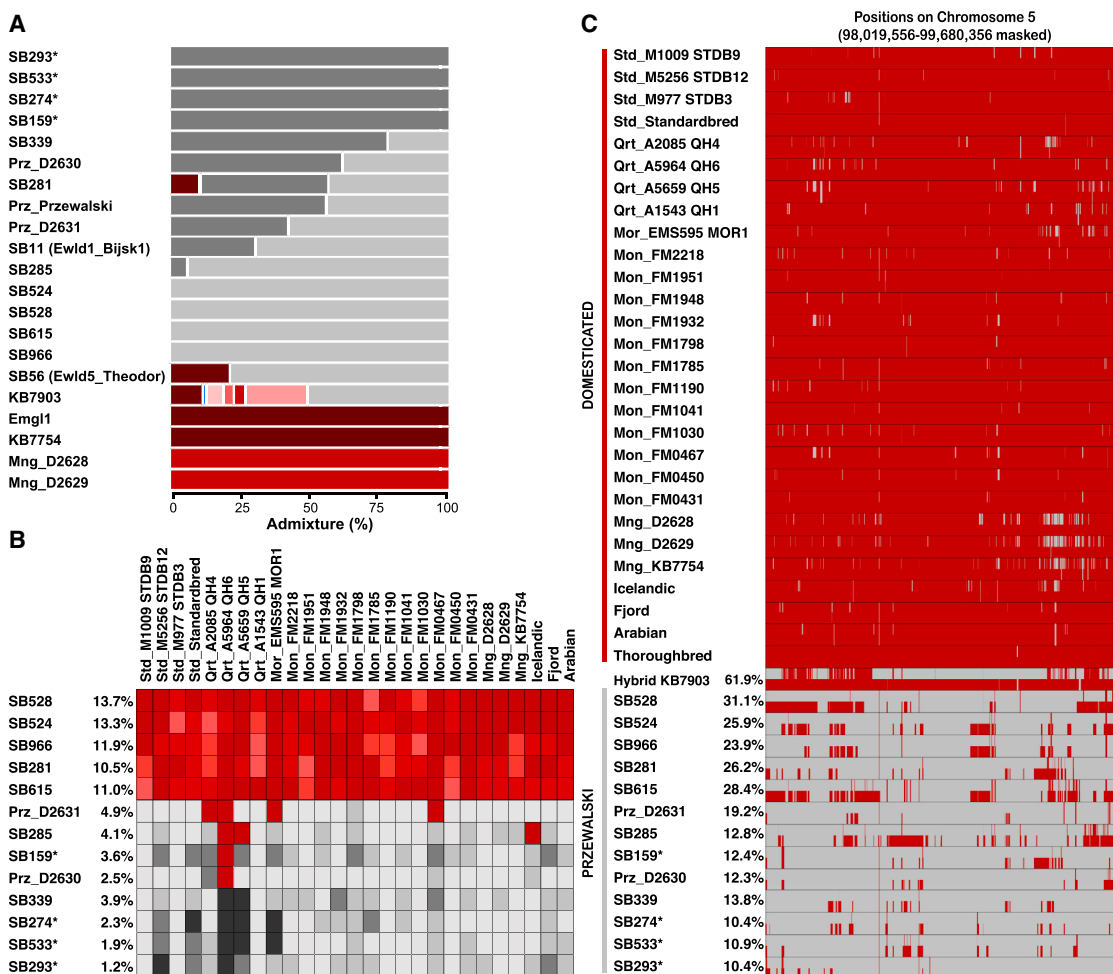 A
SB293*
SB533*
SB274*
SB159*
SB339
Prz_D2630
SB281
Prz_Przewalski
Prz_D2631
SB11 (Ewld1_Bijsk1)
SB285
SB524
SB528
SB615
SB966
SB56 (Ewld5_Theodor)
KB7903
Emgl1
KB7754
Mng_D2628
Mng_D2629
0 25 50 75 100
Admixture (%)
B
Std_M1009 STDB9
Std_M5256 STDB12
Std_M977 STDB3
Std_Standardbred
Qrt_A2085 QH4
Qrt_A5964 QH6
Qrt_A5659 QH5
Qrt_A1543 QH1
Mor_EMS595 MOR1
Mon_FM2218
Mon_FM1951
Mon_FM1948
Mon_FM1932
Mon_FM1798
Mon_FM1785
Mon_FM1190
Mon_FM1041
Mon_FM1030
Mon_FM0467
Mon_FM0450
Mon_FM0431
Mng_D2628
Mng_D2629
Mng_KB7754
Icelandic
Fjord
Arabian
SB528 13.7%
SB524 13.3%
SB966 11.9%
SB281 10.5%
SB615 11.0%
Prz_D2631 4.9%
SB285 4.1%
SB159* 3.6%
Prz_D2630 2.5%
SB339 3.9%
SB274* 2.3%
SB533* 1.9%
SB293* 1.2%
C
Positions on Chromosome 5
(98,019,556-99,680,356 masked)
DOMESTICATED
Std_M1009 STDB9
Std_M5256 STDB12
Std_M977 STDB3
Std_Standardbred
Qrt_A2085 QH4
Qrt_A5964 QH6
Qrt_A5659 QH5
Qrt_A1543 QH1
Mor_EMS595 MOR1
Mon_FM2218
Mon_FM1951
Mon_FM1948
Mon_FM1932
Mon_FM1798
Mon_FM1785
Mon_FM1190
Mon_FM1041
Mon_FM1030
Mon_FM0467
Mon_FM0450
Mon_FM0431
Mng_D2628
Mng_D2629
Mng_KB7754
Icelandic
Fjord
Arabian
Thoroughbred
Hybrid KB7903 61.9%
PRZEWALSKI
SB528 31.1%
SB524 25.9%
SB966 23.9%
SB281 26.2%
SB615 28.4%
Prz_D2631 19.2%
SB285 12.8%
SB159* 12.4%
Prz_D2630 12.3%
SB339 13.8%
SB274* 10.4%
SB533* 10.9%
SB293* 10.4%